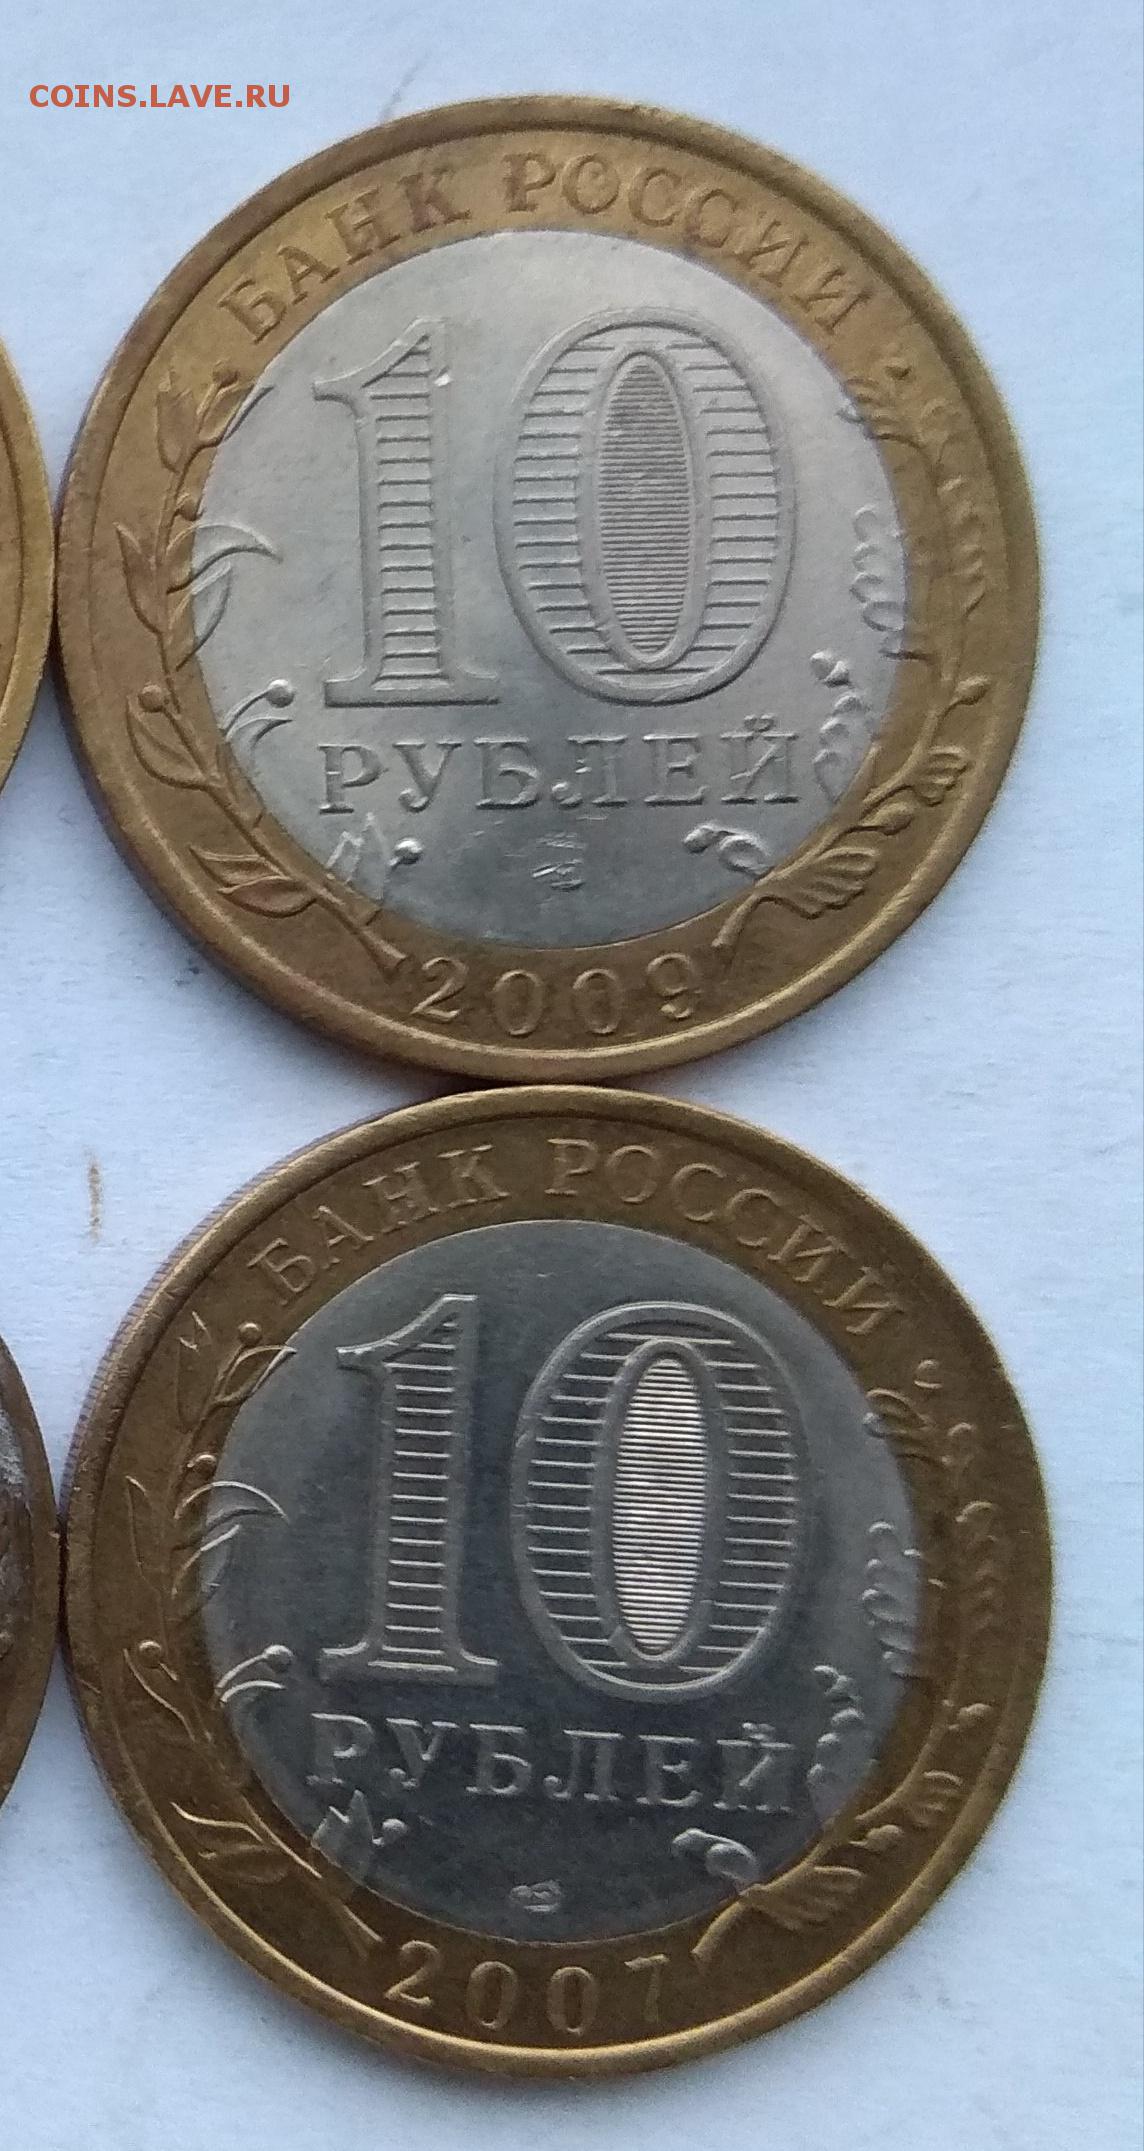 COINS.LAVE.RU
БАНК РОССИИ
10
РУБЛЕЙ
2009
БАНК РОССИИ
10
РУБЛЕЙ
2007